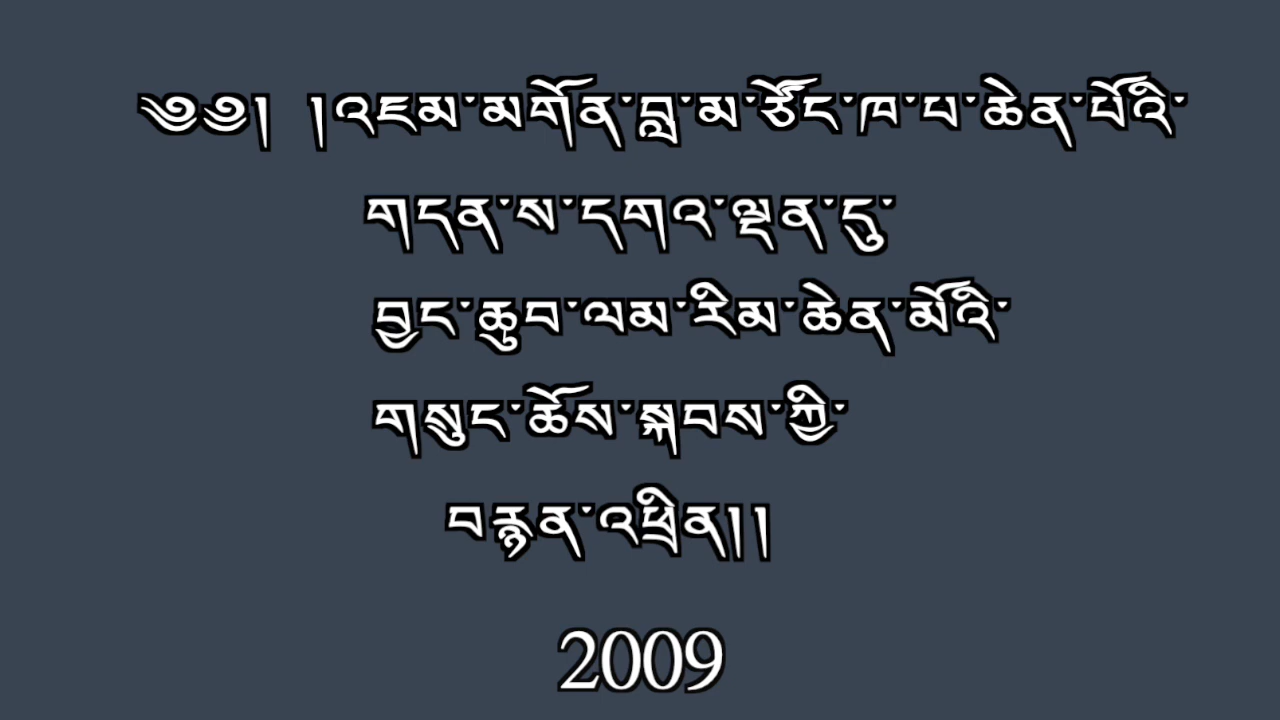 ༄༅། །འཇམ་མགོན་བླ་མ་ཙོང་ཁ་པ་ཆེན་པོའི་
གདན་ས་དགའ་ལྡན་དུ་
བྱང་ཆུབ་ལམ་རིམ་ཆེན་མོའི་
གསུང་ཆོས་སྐབས་ཀྱི་
བརྙན་འཕྲིན།།
2009